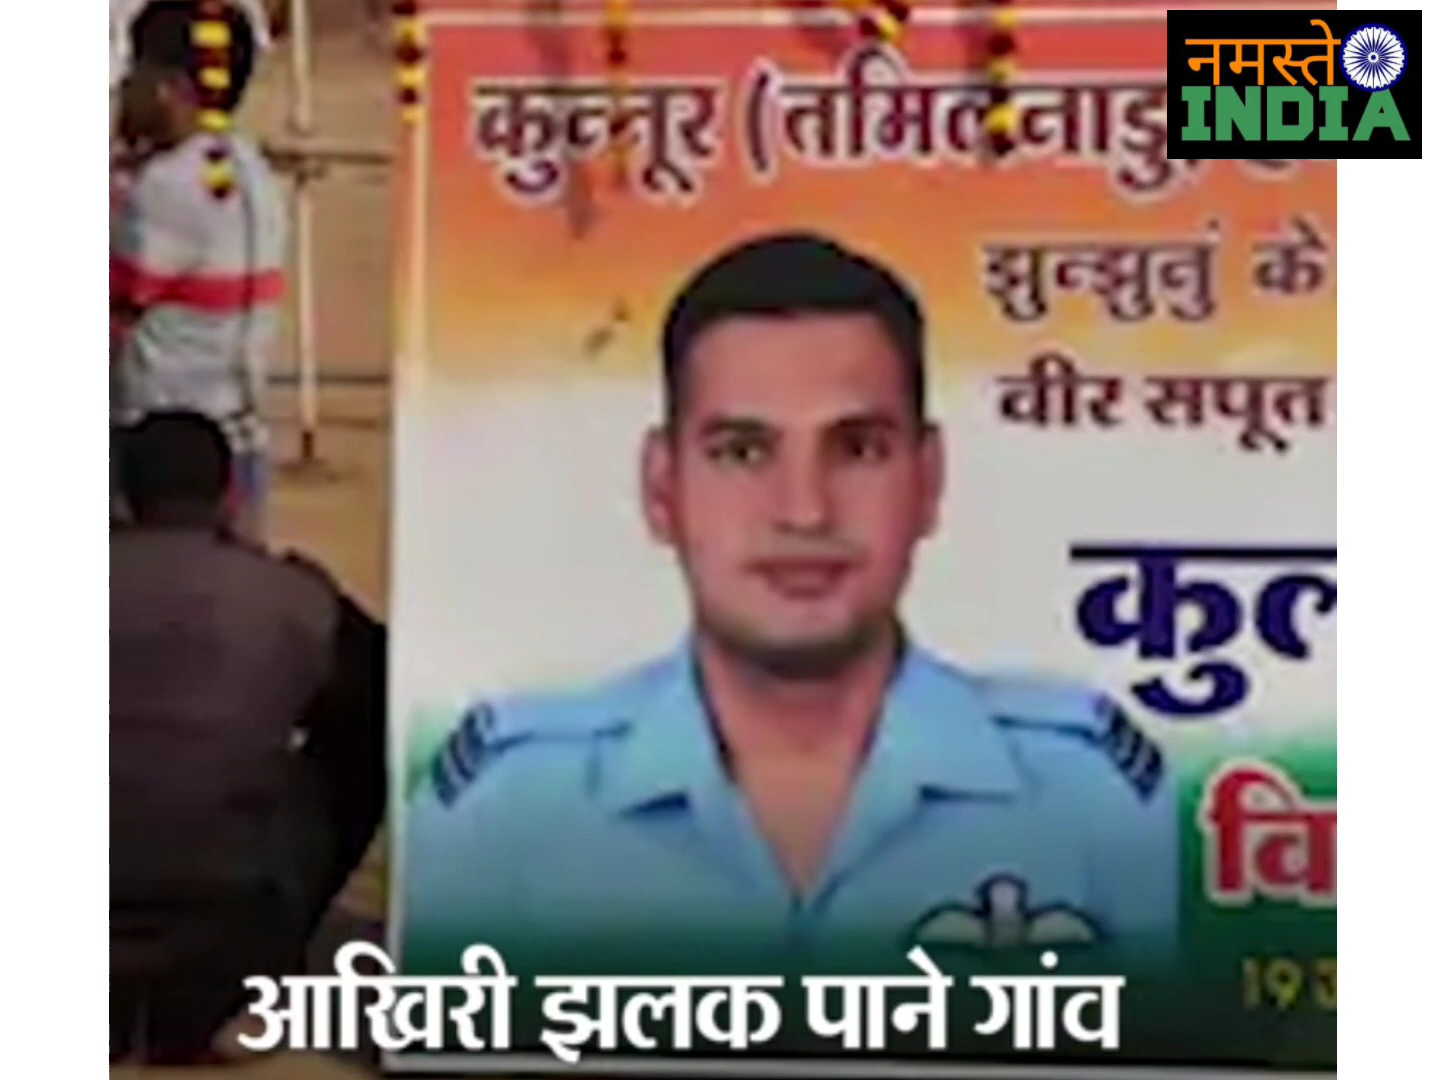 नमस्ते
INDIA
कुन्नूर (तमिलनाडु)
झुन्झुनुं के
वीर सपूत
आखिरी झलक पाने गांव